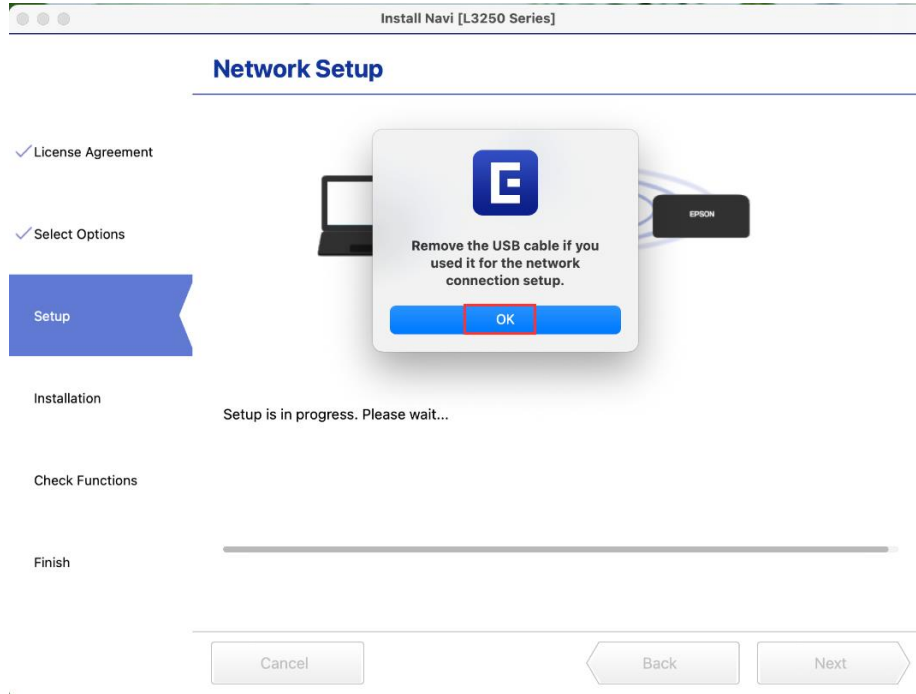 Install Navi [L3250 Series]
Network Setup
License Agreement
Select Options
Setup
Installation
Check Functions
Finish
EPSON
E
Remove the USB cable if you
used it for the network
connection setup.
OK
Setup is in progress. Please wait...
Cancel
Back
Next